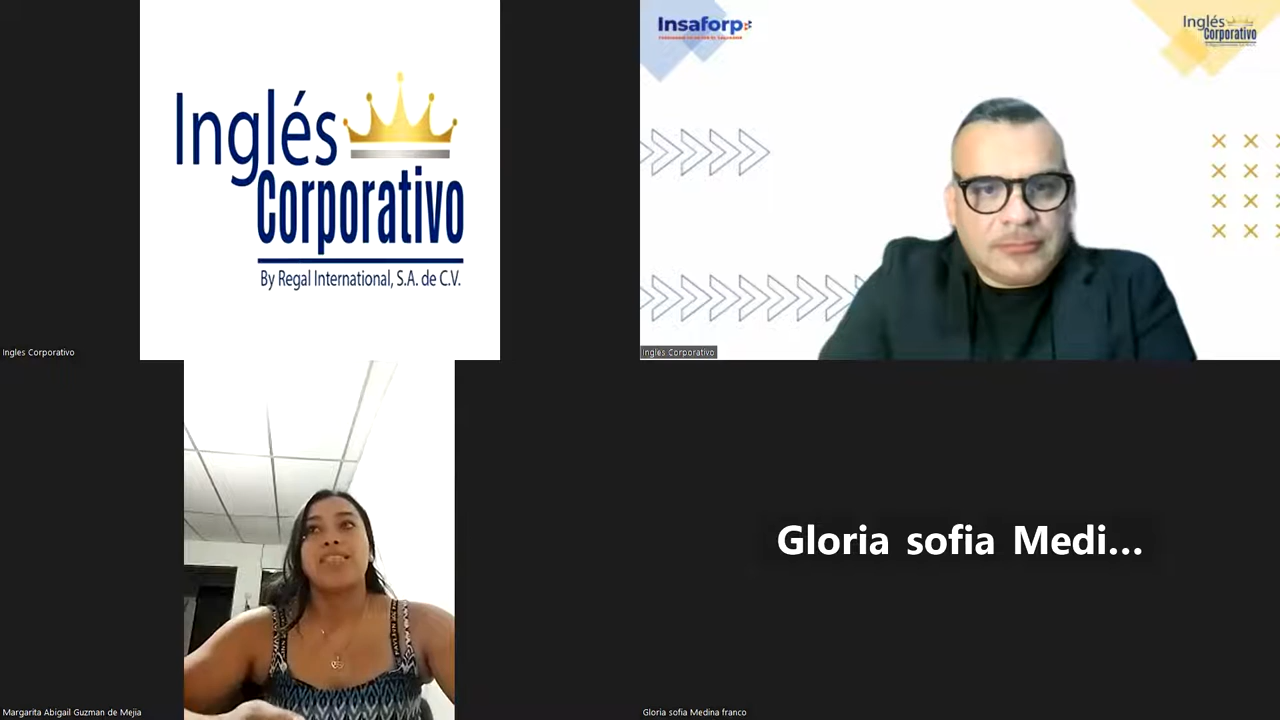 Inglés
Corporativo
By Regal International, S.A. de C.V.
Ingles Corporativo
Insaforp
Inglés
Corporativo
Ingles Corporativo
Margarita Abigail Guzman de Mejia
Gloria sofia Medi...
Gloria sofia Medina franco